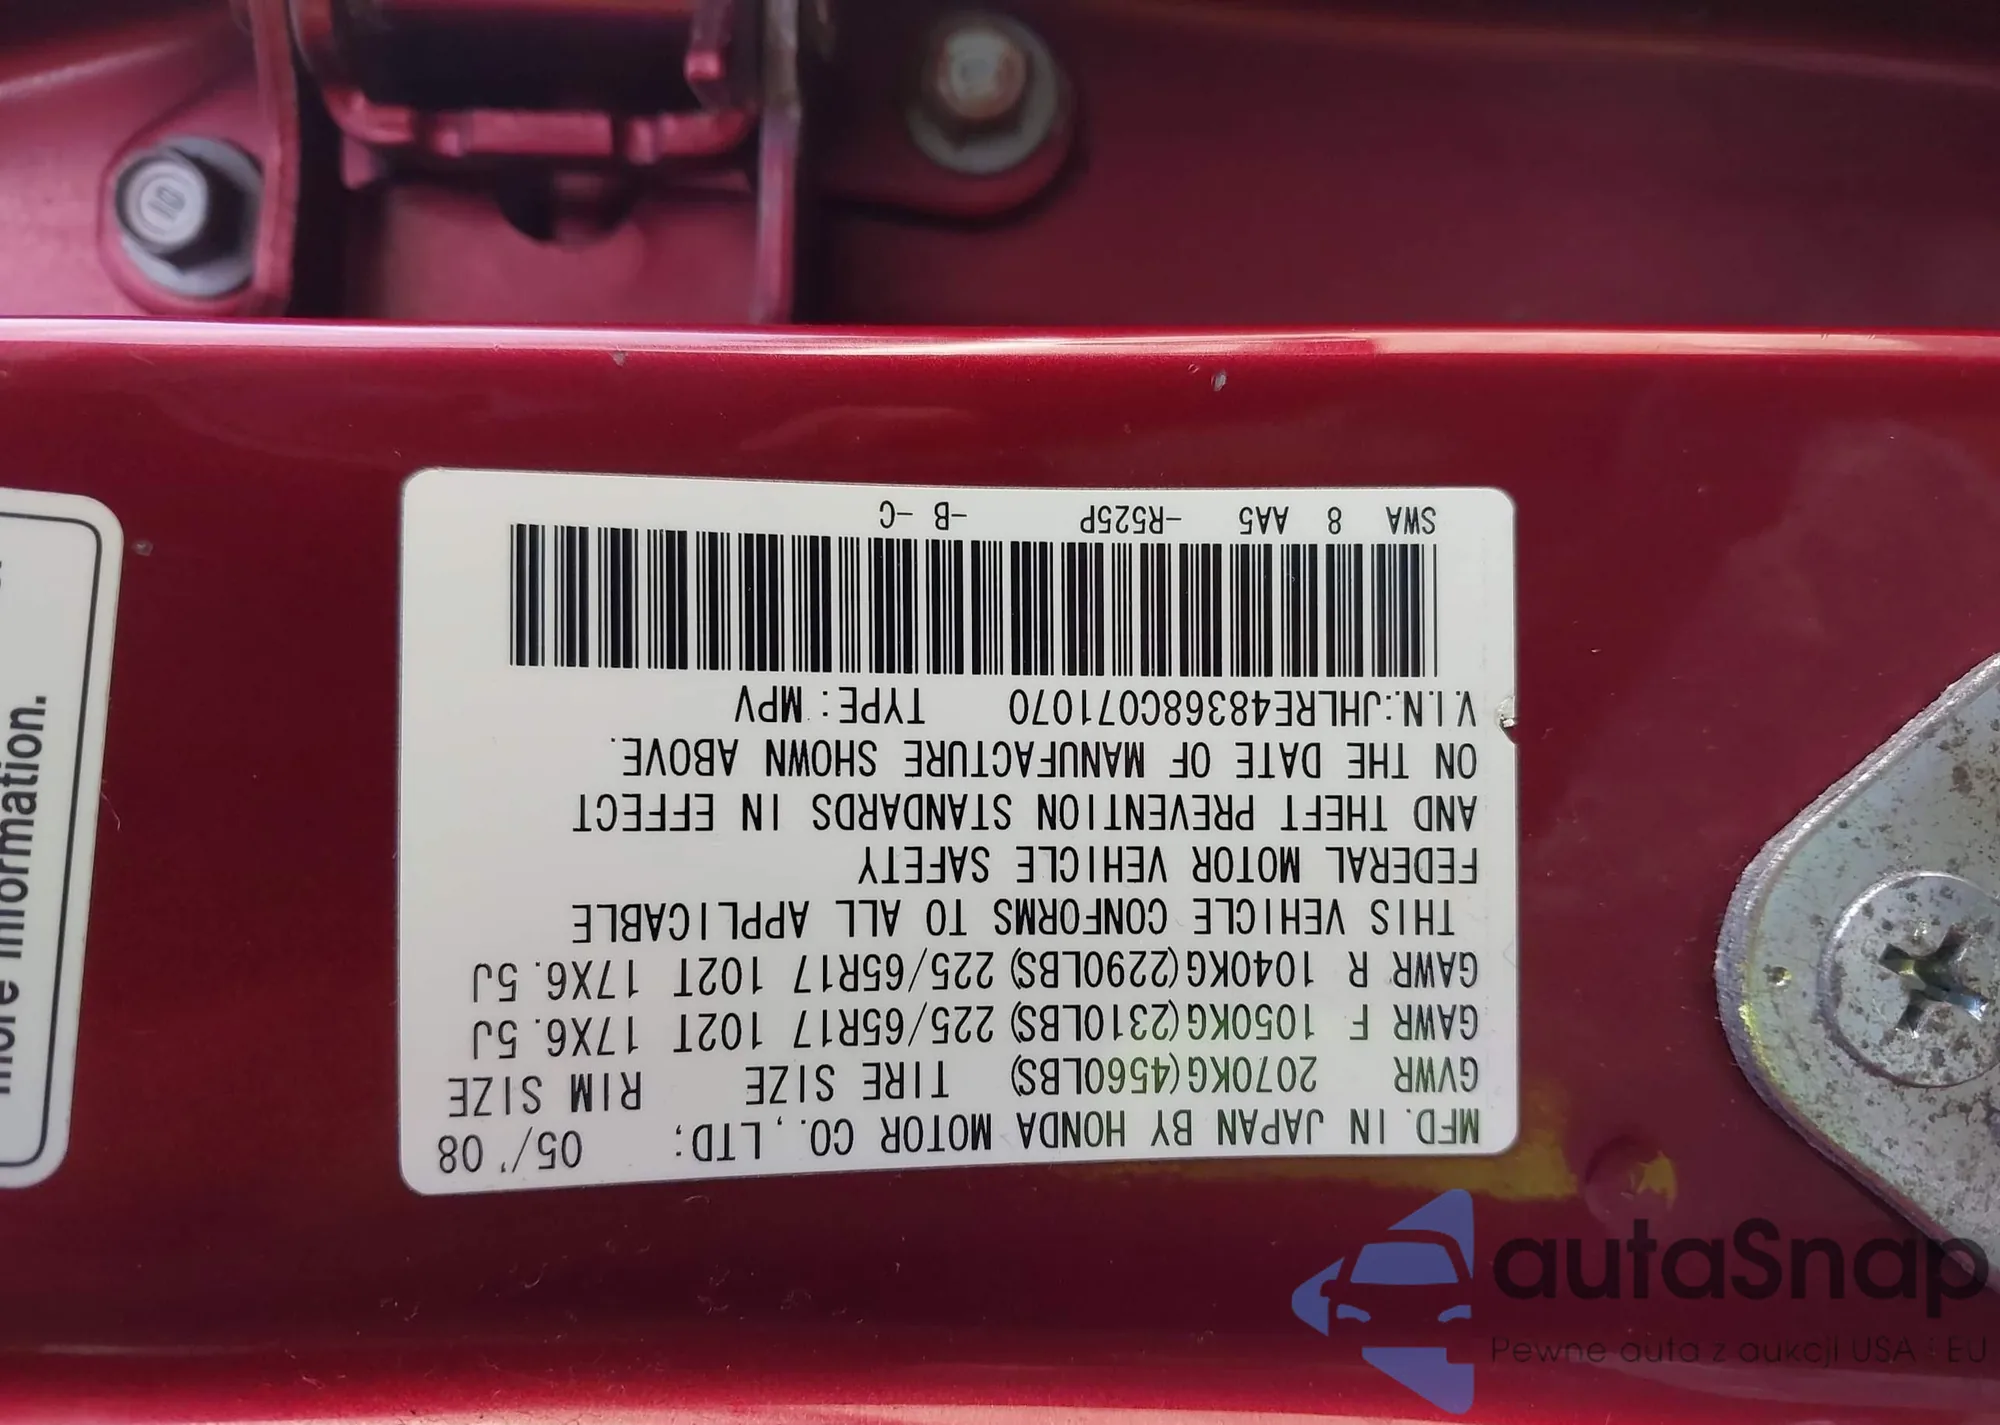 MFD. IN JAPAN BY HONDA MOTOR CO., LTD; 05/'08
GVWR 2070KG(4560LBS) TIRE SIZE RIM SIZE
GAWR F 1050KG(2310LBS) 225/65R17 102T 17X6.5J
GAWR R 1040KG(2290LBS) 225/65R17 102T 17X6.5J
THIS VEHICLE CONFORMS TO ALL APPLICABLE
FEDERAL MOTOR VEHICLE SAFETY
AND THEFT PREVENTION STANDARDS IN EFFECT
ON THE DATE OF MANUFACTURE SHOWN ABOVE.
V.I.N.:JHLRE48368C071070 TYPE:MPV
SWA 8 AA5 -R525P -B -C
more information.
10
autaSnap
Pewne auta z aukcji USA i EU